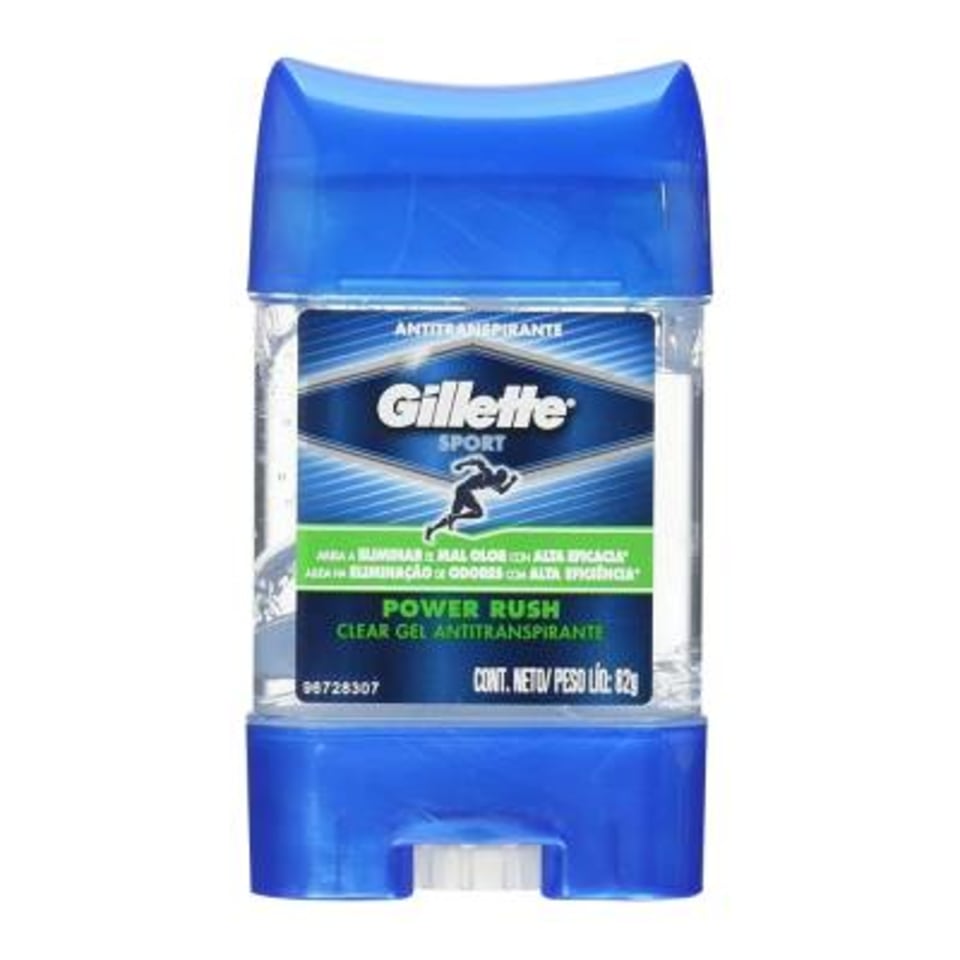 ANTITRANSPIRANTE
Gillette®
SPORT
AYUDA A ELIMINAR EL MAL OLOR CON ALTA EFICACIA*
AJUDA NA ELIMINAÇÃO DE ODORES COM ALTA EFICIÊNCIA*
POWER RUSH
CLEAR GEL ANTITRANSPIRANTE
96728307 CONT. NETO/ PESO LÍQ: 82g